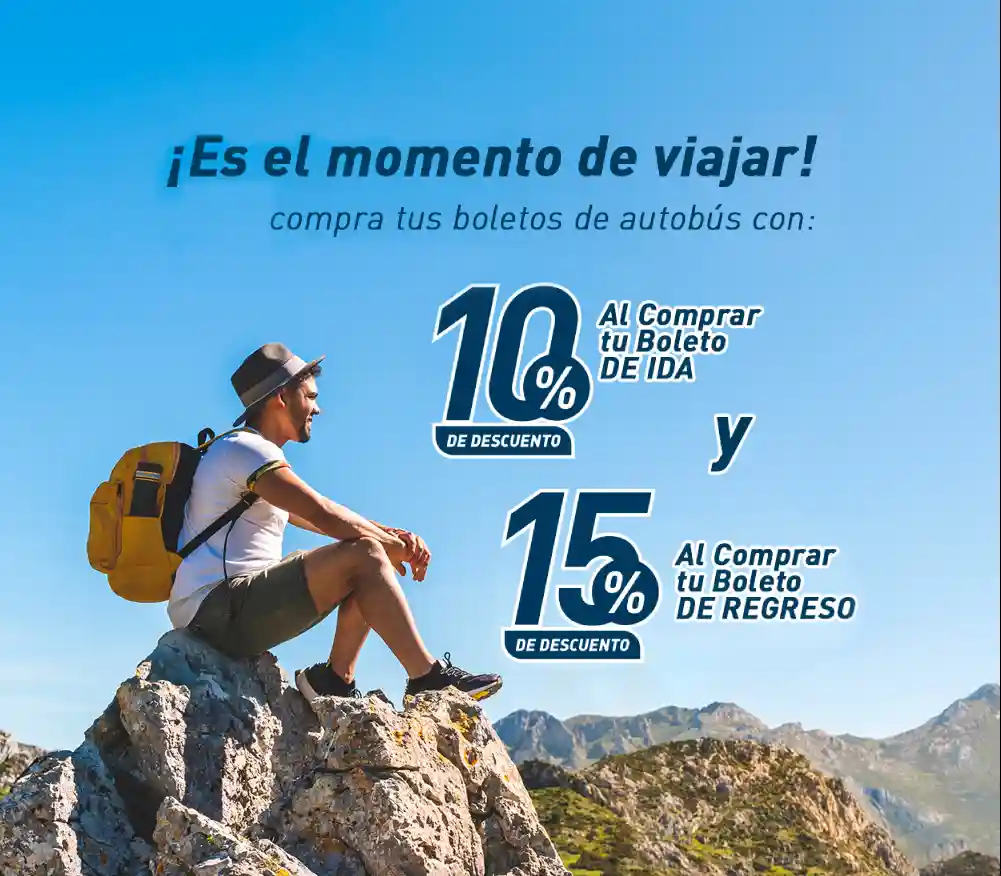 ¡Es el momento de viajar!
compra tus boletos de autobús con:
10%
DE DESCUENTO
Al Comprar
tu Boleto
DE IDA
y
15%
DE DESCUENTO
Al Comprar
tu Boleto
DE REGRESO